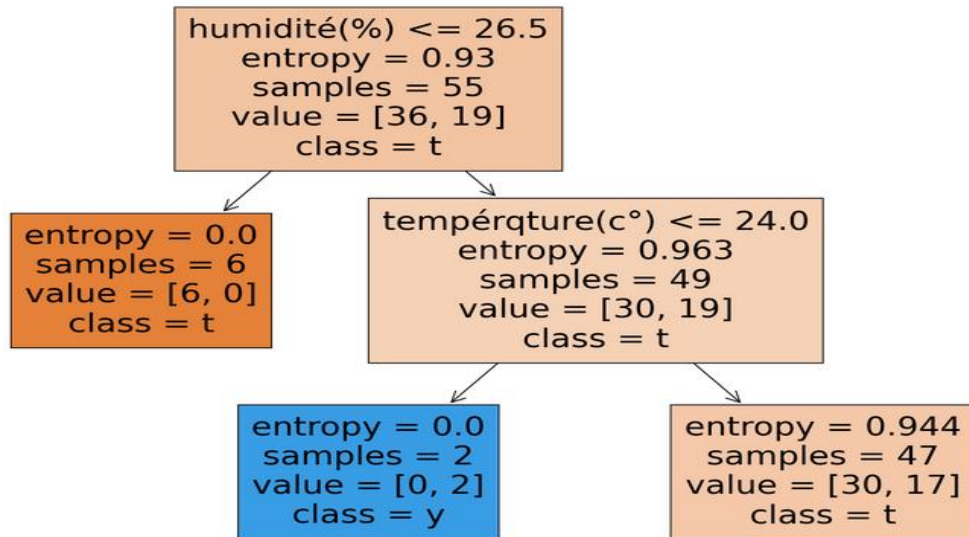 humidité(%) <= 26.5
entropy = 0.93
samples = 55
value = [36, 19]
class = t
entropy = 0.0
samples = 6
value = [6, 0]
class = t
tempérqture(c°) <= 24.0
entropy = 0.963
samples = 49
value = [30, 19]
class = t
entropy = 0.0
samples = 2
value = [0, 2]
class = y
entropy = 0.944
samples = 47
value = [30, 17]
class = t